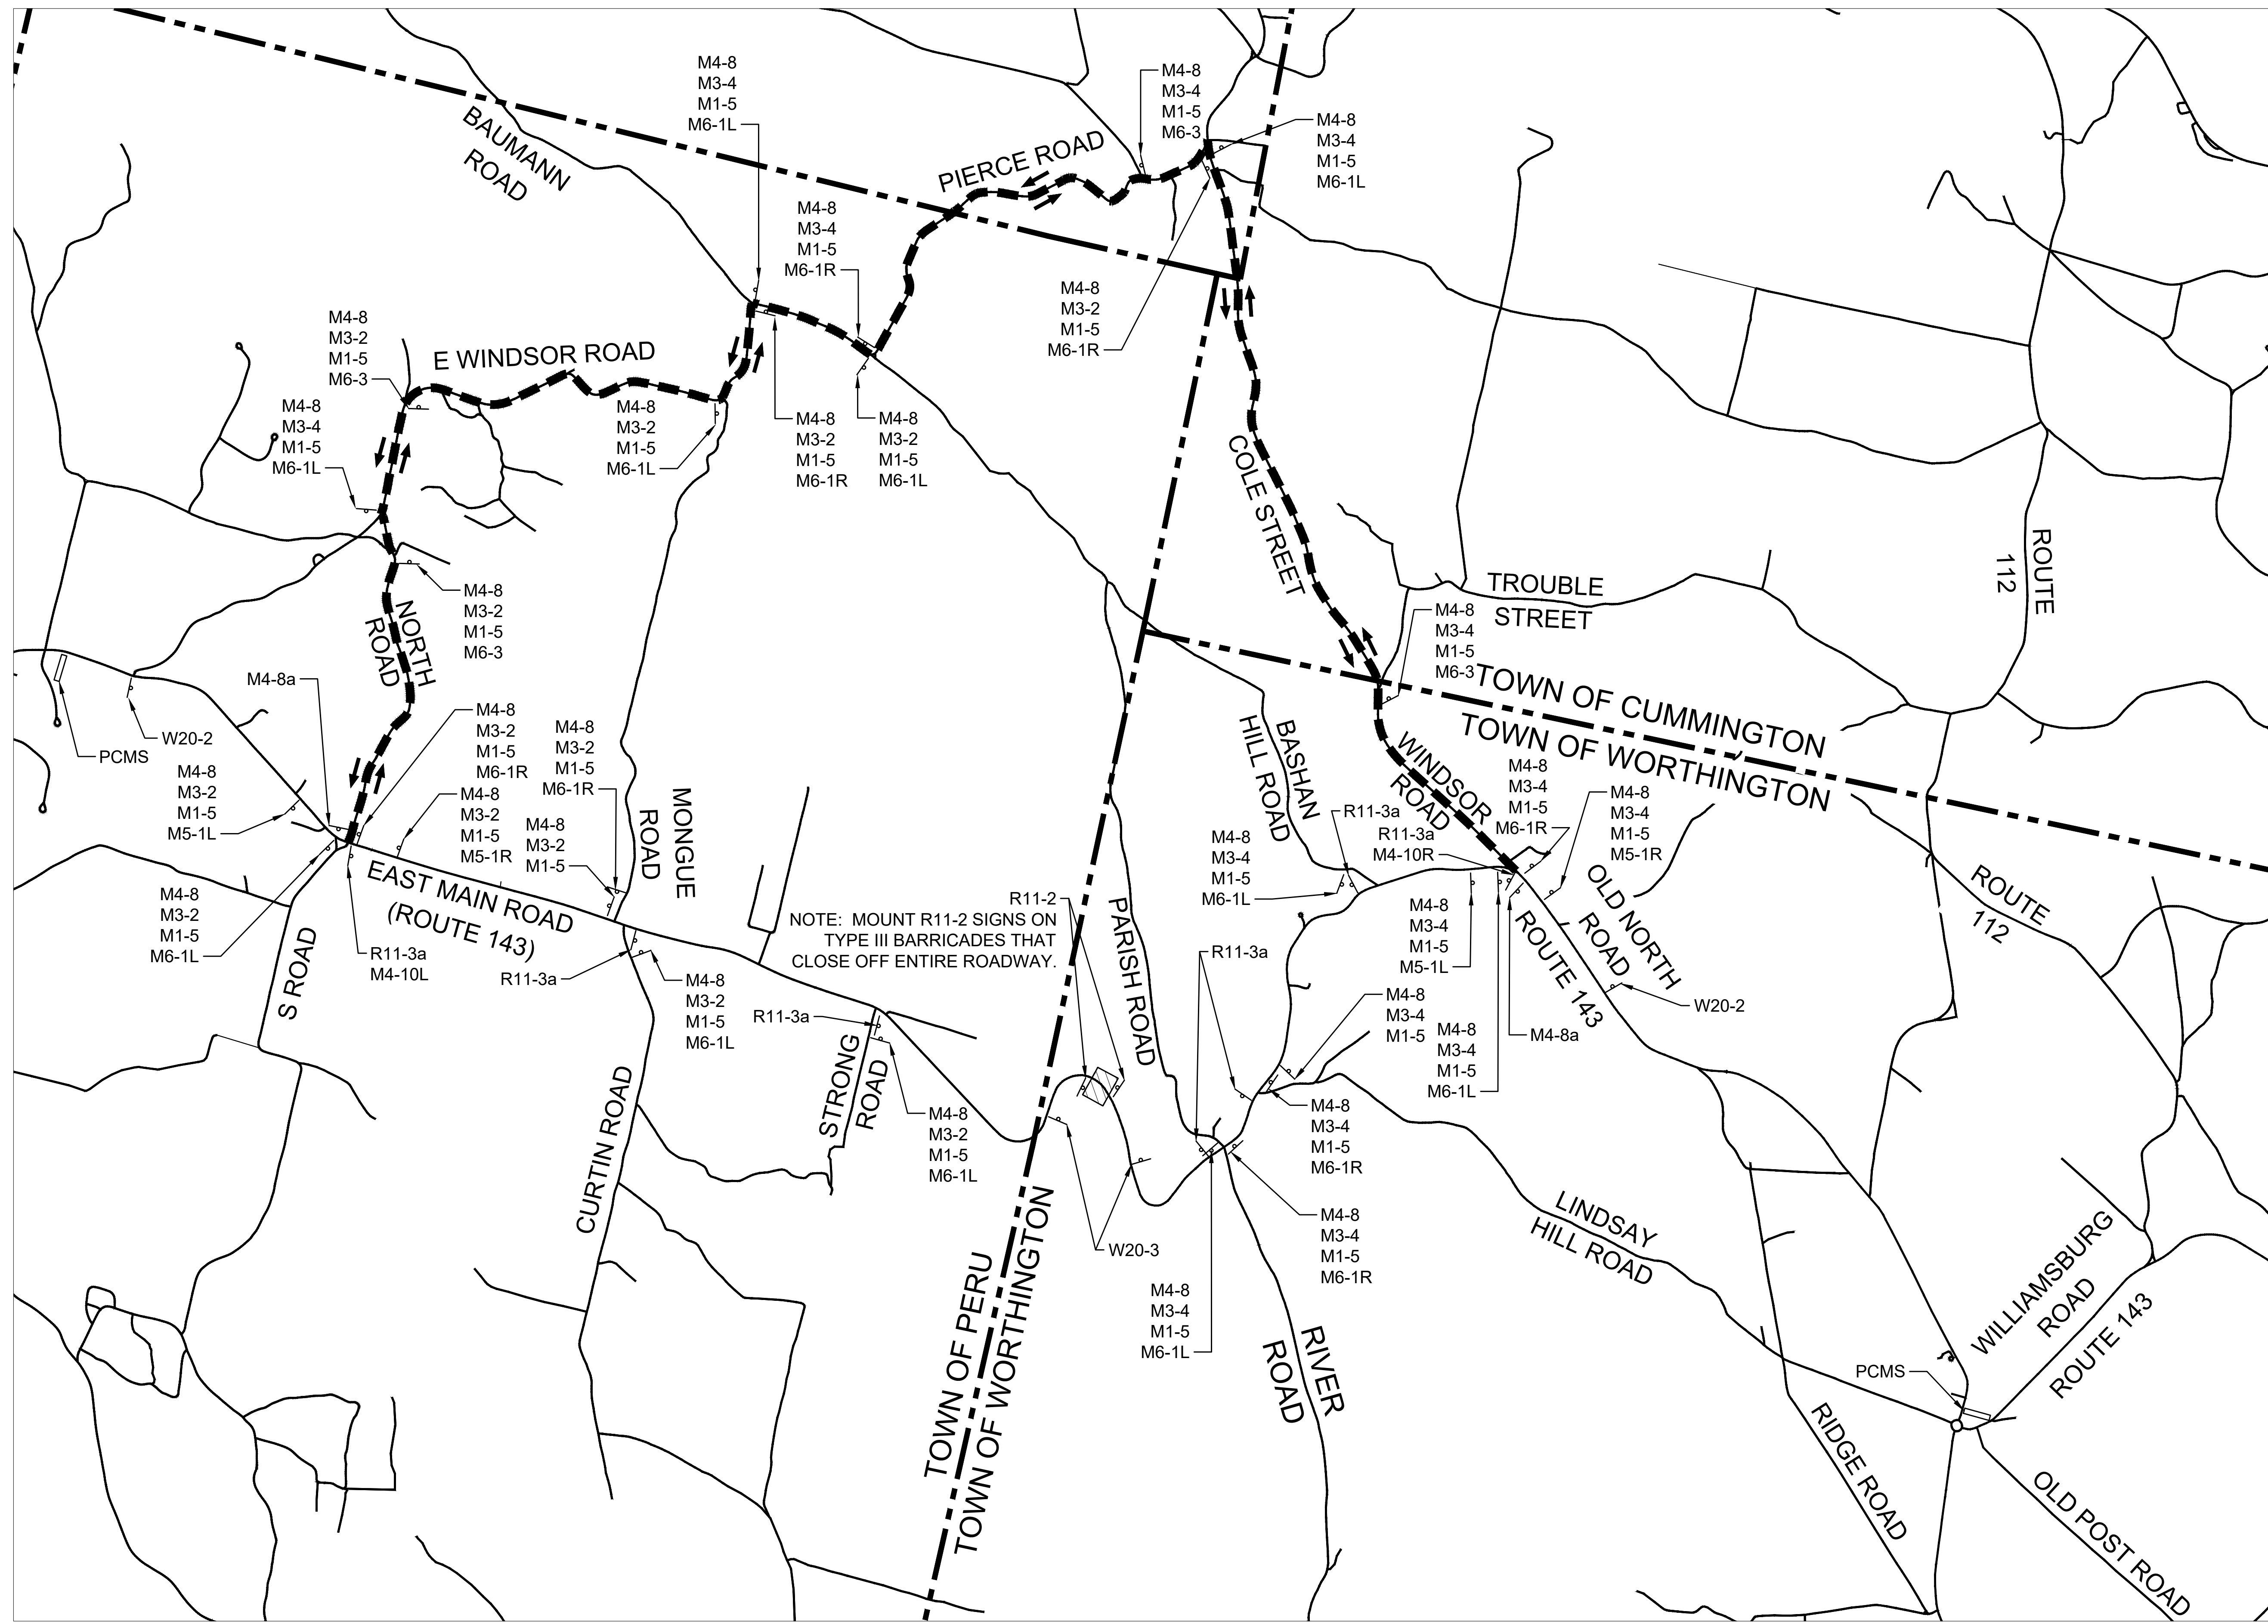 M4-8
M3-4
M1-5
M6-1L
M4-8
M3-4
M1-5
M6-3
M4-8
M3-4
M1-5
M6-1L
BAUMANN
ROAD
PIERCE ROAD
M4-8
M3-4
M1-5
M6-1R
M4-8
M3-2
M1-5
M6-1R
M4-8
M3-2
M1-5
M6-3
E WINDSOR ROAD
M4-8
M3-4
M1-5
M6-1L
M4-8
M3-2
M1-5
M6-1L
M4-8
M3-2
M1-5
M6-1R
M4-8
M3-2
M1-5
M6-1L
COLE STREET
ROUTE
112
TROUBLE
STREET
M4-8
M3-2
M1-5
M6-3
NORTH
ROAD
M4-8
M3-4
M1-5
M6-3
TOWN OF CUMMINGTON
TOWN OF WORTHINGTON
M4-8a
W20-2
PCMS
M4-8
M3-2
M1-5
M5-1L
M4-8
M3-2
M1-5
M6-1R
M4-8
M3-2
M1-5
M6-1R
M4-8
M3-2
M1-5
M5-1R
M4-8
M3-2
M1-5
MONGUE
ROAD
BASHAN
HILL ROAD
WINDSOR
ROAD
M4-8
M3-4
M1-5
M6-1R
M4-8
M3-4
M1-5
M5-1R
R11-3a
R11-3a
M4-10R
M4-8
M3-4
M1-5
M6-1L
OLD NORTH
ROAD
ROUTE
112
EAST MAIN ROAD
(ROUTE 143)
M4-8
M3-2
M1-5
M6-1L
R11-3a
M4-10L
S ROAD
R11-3a
M4-8
M3-2
M1-5
M6-1L
R11-2
NOTE:  MOUNT R11-2 SIGNS ON
TYPE III BARRICADES THAT
CLOSE OFF ENTIRE ROADWAY.
PARISH ROAD
R11-3a
M4-8
M3-4
M1-5
M5-1L
ROUTE 143
W20-2
M4-8
M3-4
M1-5
M4-8
M3-4
M1-5
M6-1L
M4-8a
R11-3a
STRONG
ROAD
CURTIN ROAD
M4-8
M3-2
M1-5
M6-1L
M4-8
M3-4
M1-5
M6-1R
M4-8
M3-4
M1-5
M6-1R
W20-3
M4-8
M3-4
M1-5
M6-1L
LINDSAY
HILL ROAD
TOWN OF PERU
TOWN OF WORTHINGTON
RIVER
ROAD
WILLIAMSBURG
ROAD
ROUTE 143
PCMS
RIDGE ROAD
OLD POST ROAD